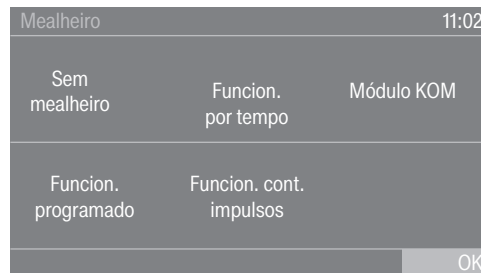 Mealheiro 11:02
Sem
mealheiro
Funcion.
por tempo
Módulo KOM
Funcion.
programado
Funcion. cont.
impulsos
OK